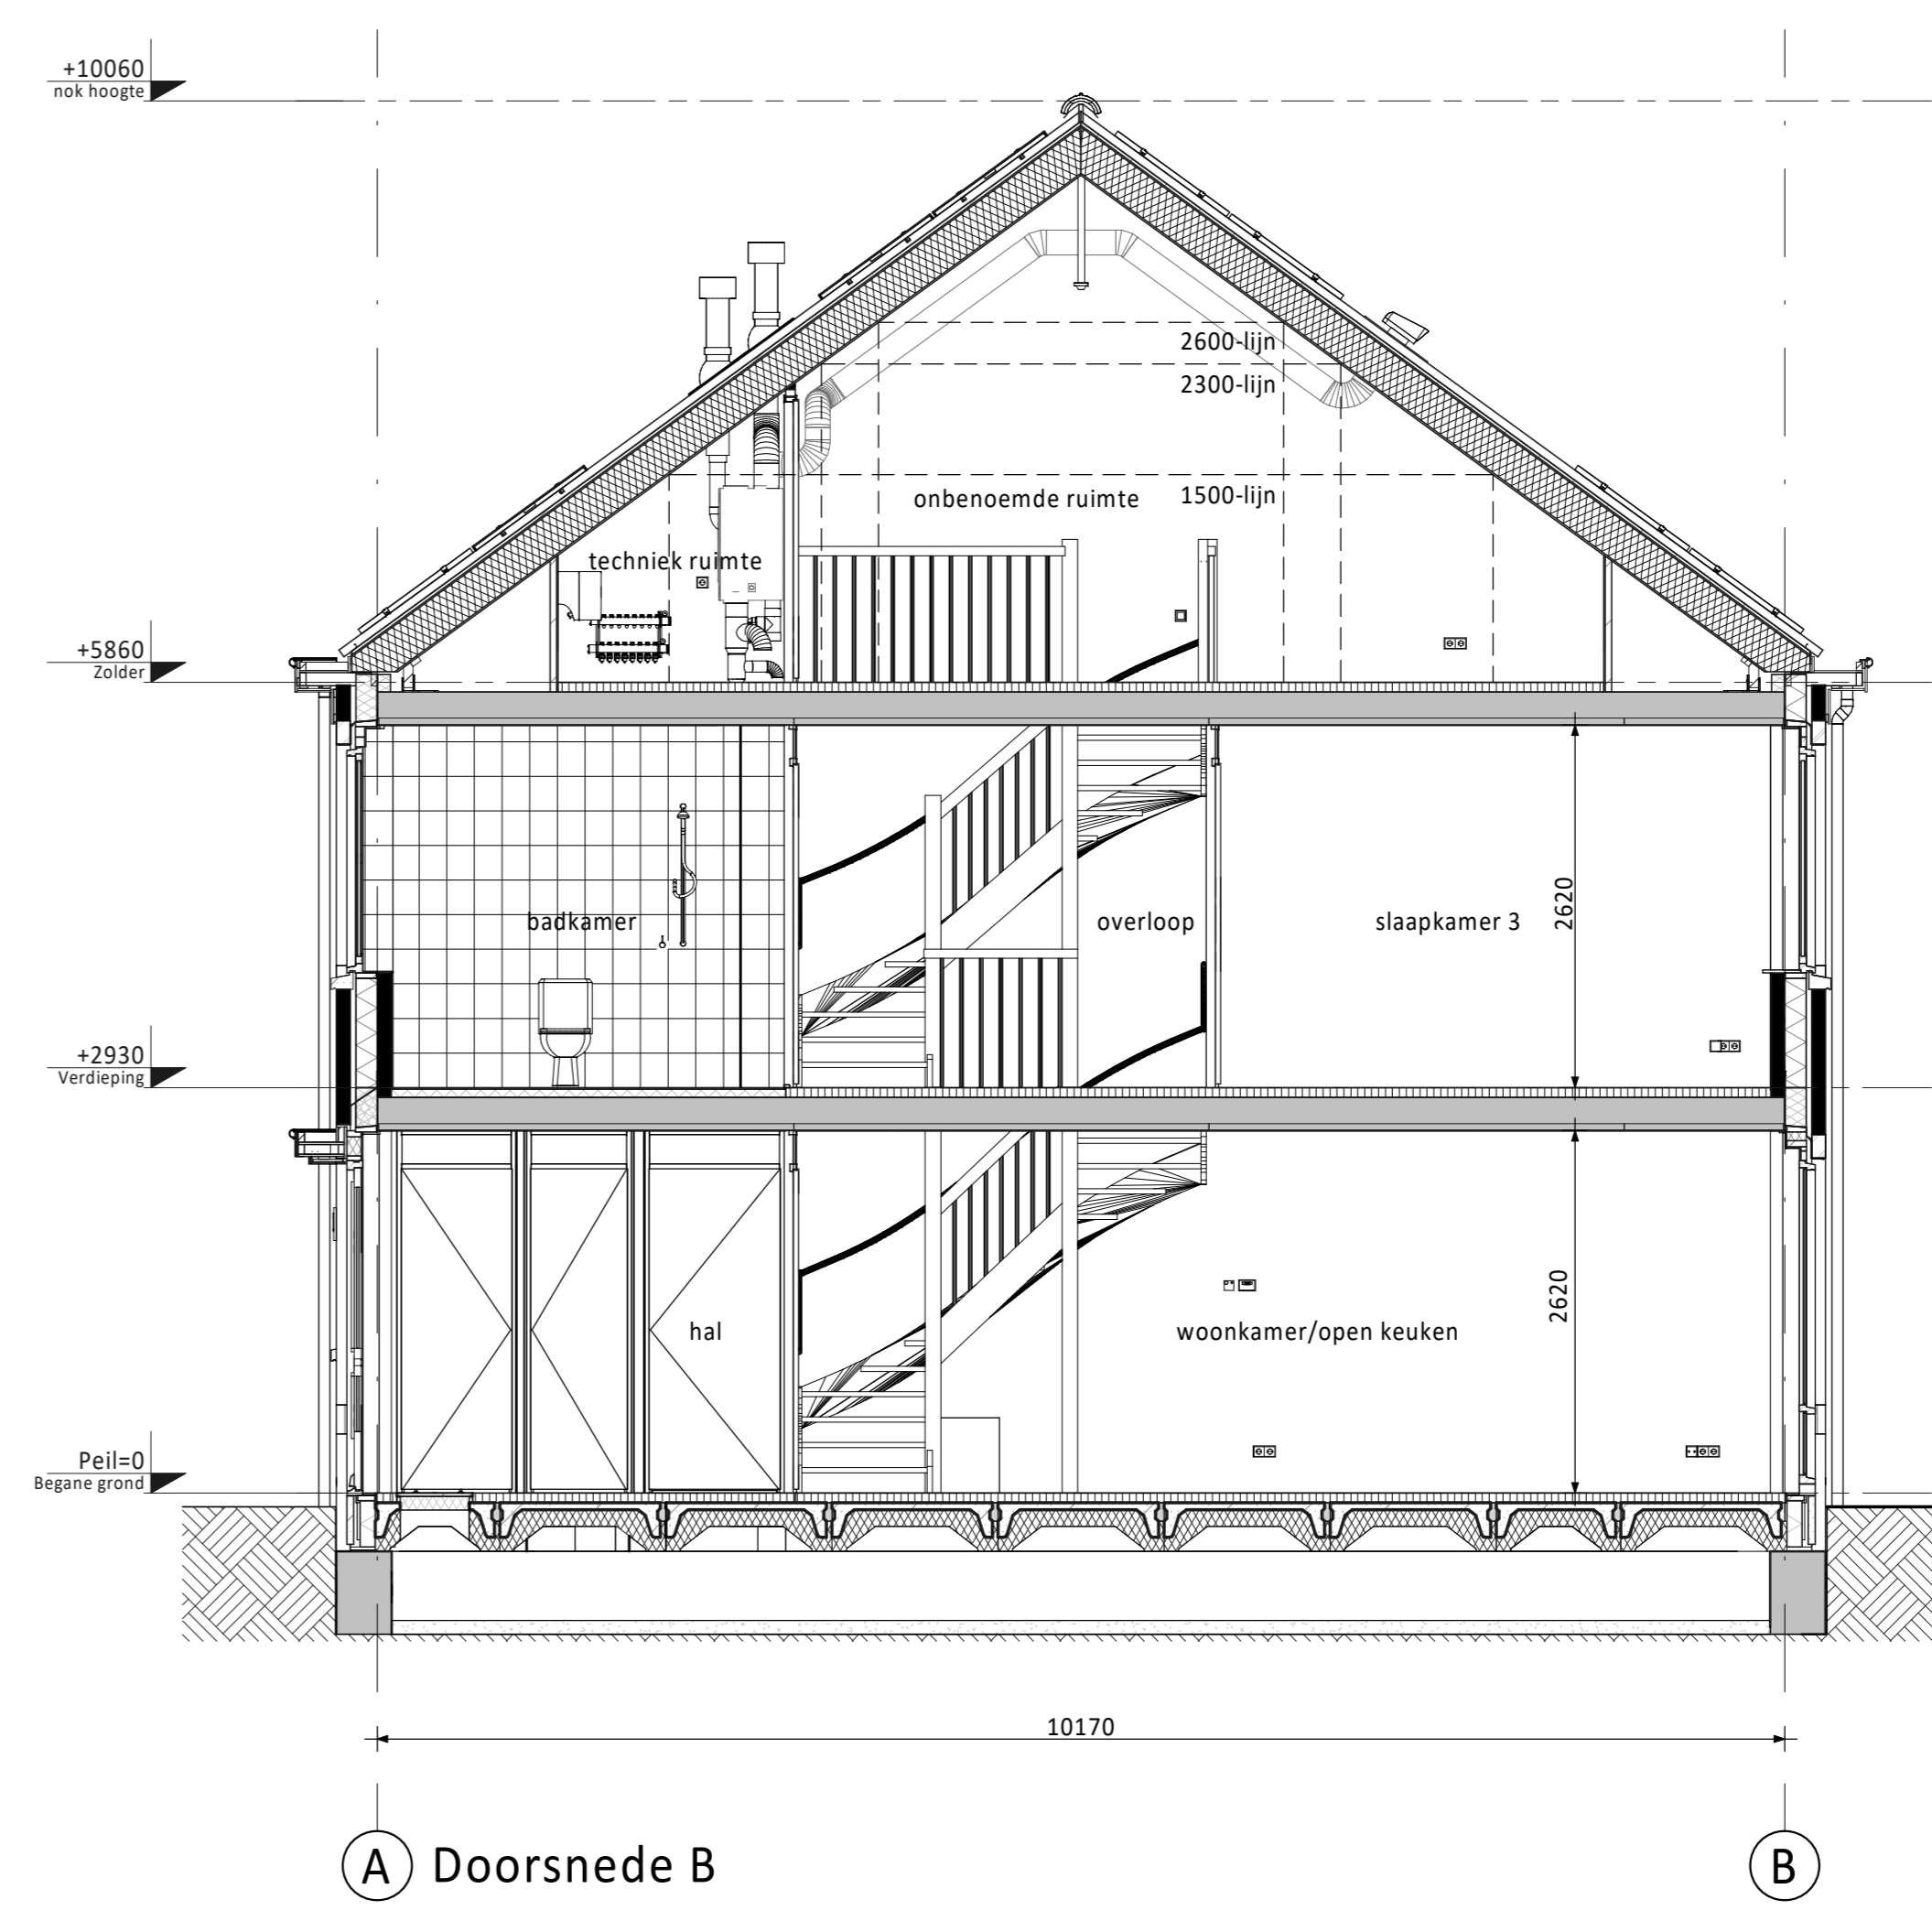 +10060
nok hoogte
2600-lijn
2300-lijn
onbenoemde ruimte
1500-lijn
techniek ruimte
+5860
Zolder
badkamer
overloop
slaapkamer 3
2620
+2930
Verdieping
hal
woonkamer/open keuken
2620
Peil=0
Begane grond
10170
A
Doorsnede B
B